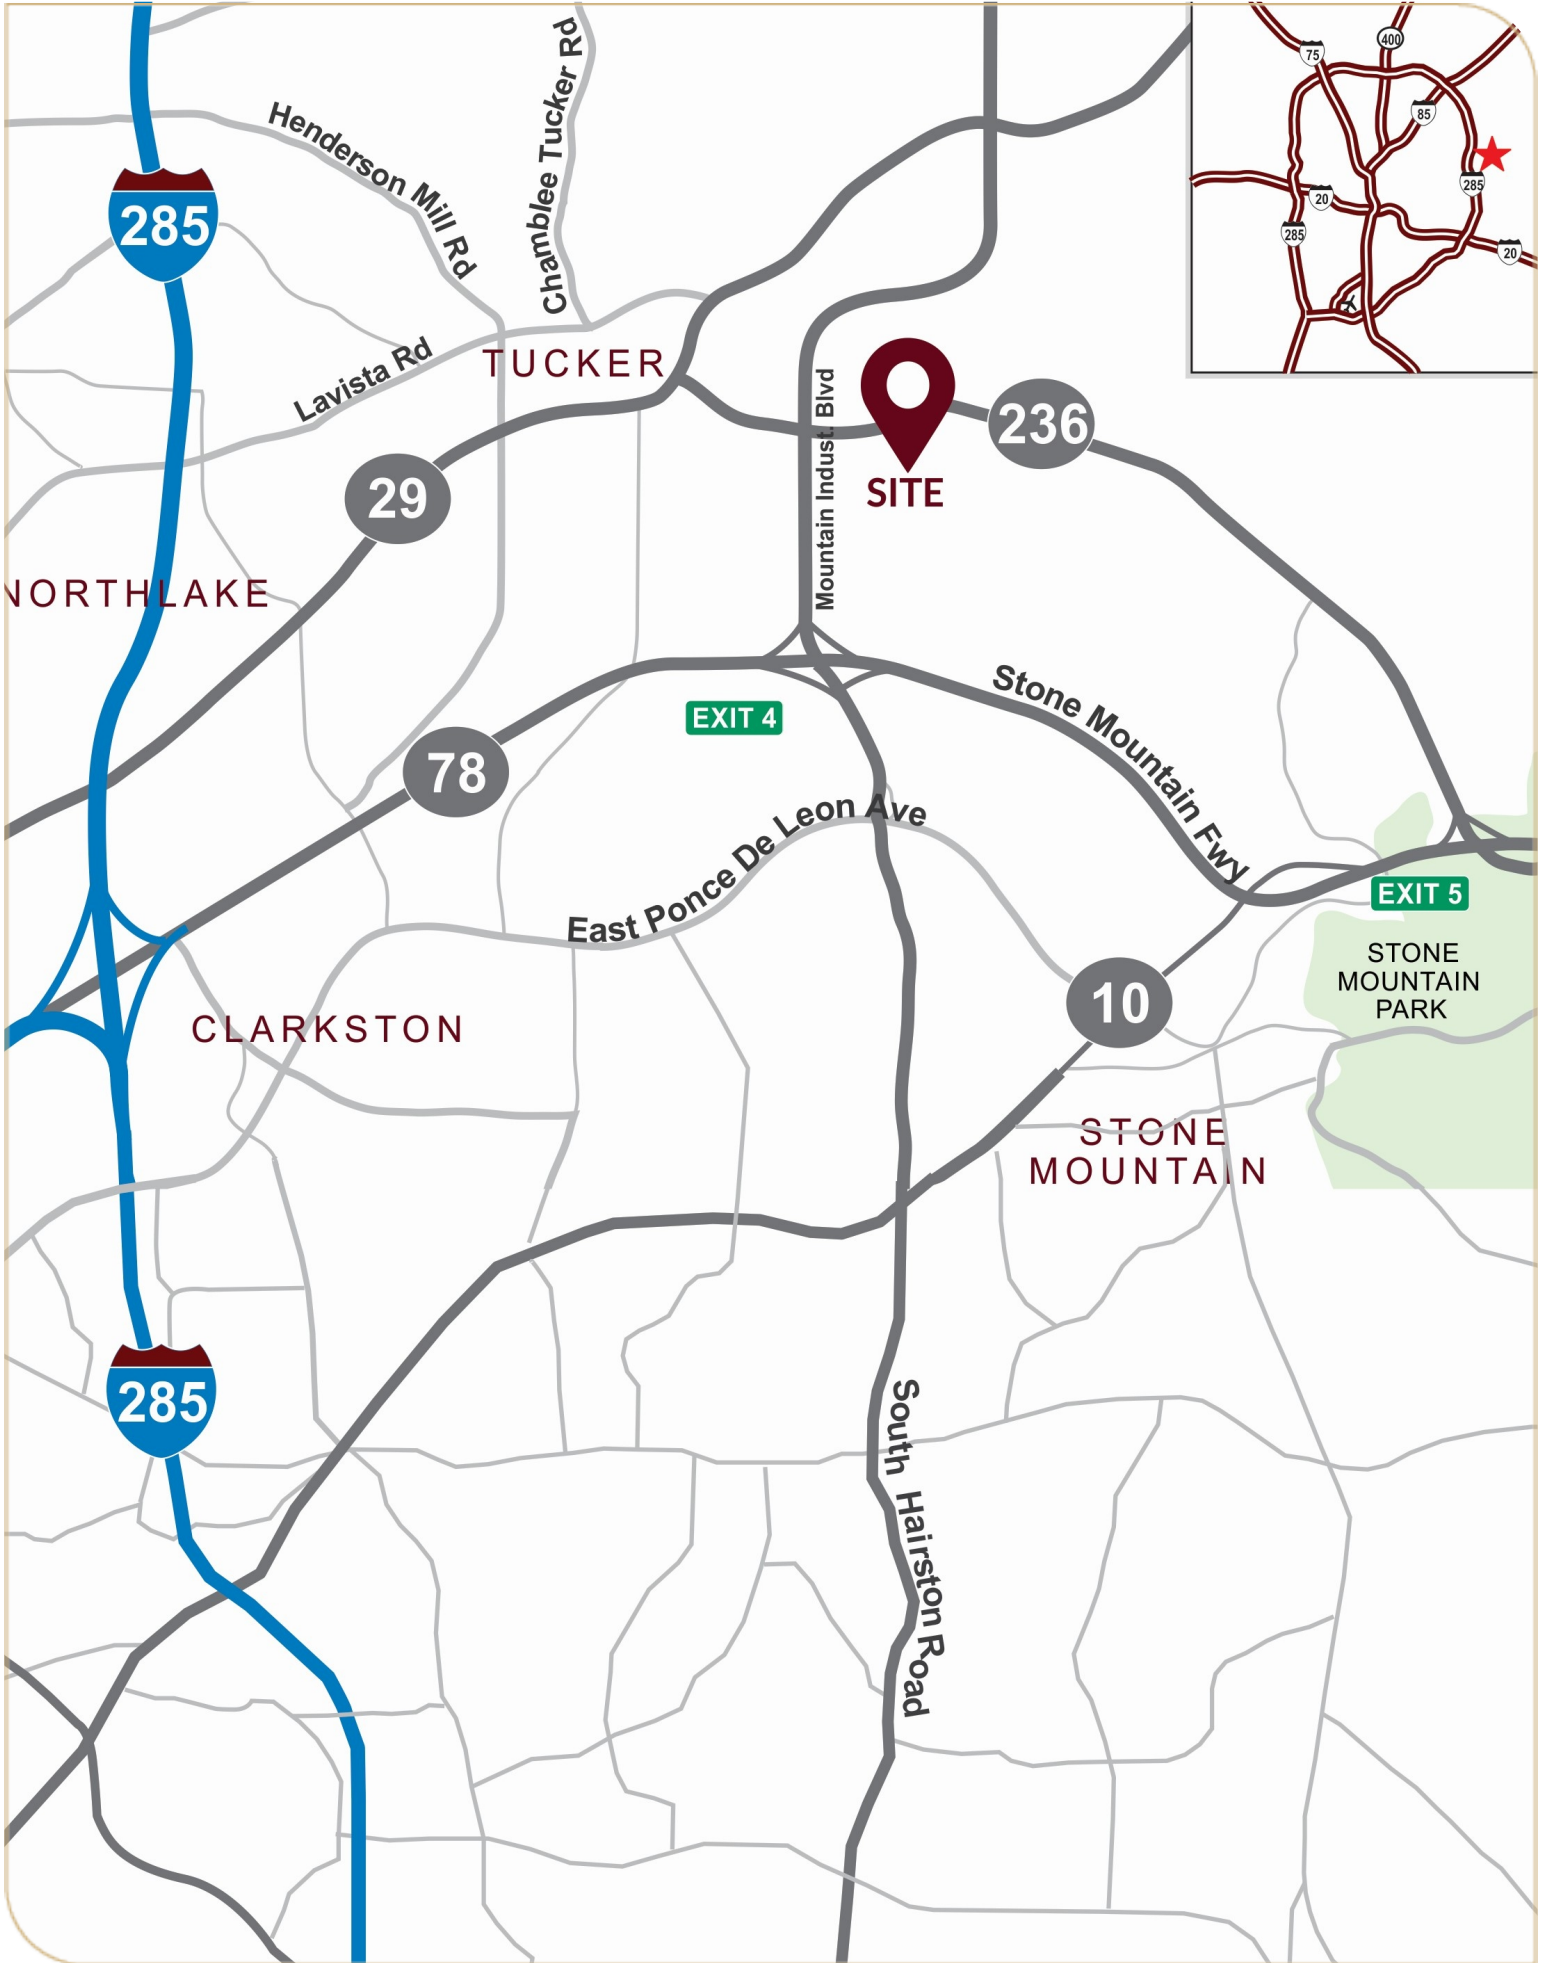 Henderson Mill Rd
Chamblee Tucker Rd
75
400
85
285
20
285
20
285
Lavista Rd
TUCKER
Mountain Indust. Blvd
236
SITE
29
NORTHLAKE
EXIT 4
78
Stone Mountain Fwy
East Ponce De Leon Ave
EXIT 5
STONE
MOUNTAIN
PARK
10
CLARKSTON
STONE
MOUNTAIN
285
South Hairston Road